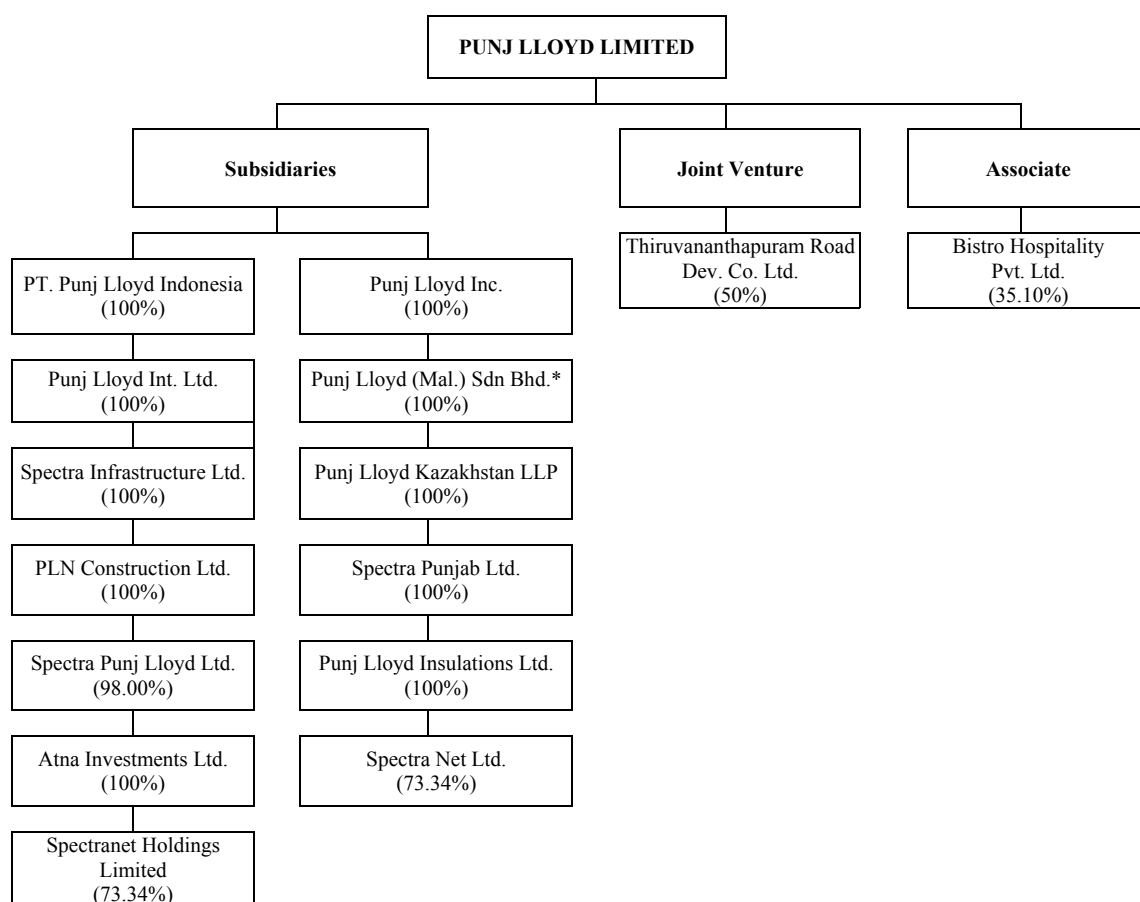 PUNJ LLOYD LIMITED
Subsidiaries
Joint Venture
Associate
PT. Punj Lloyd Indonesia
(100%)
Punj Lloyd Inc.
(100%)
Thiruvananthapuram Road
Dev. Co. Ltd.
(50%)
Bistro Hospitality
Pvt. Ltd.
(35.10%)
Punj Lloyd Int. Ltd.
(100%)
Punj Lloyd (Mal.) Sdn Bhd.*
(100%)
Spectra Infrastructure Ltd.
(100%)
Punj Lloyd Kazakhstan LLP
(100%)
PLN Construction Ltd.
(100%)
Spectra Punjab Ltd.
(100%)
Spectra Punj Lloyd Ltd.
(98.00%)
Punj Lloyd Insulations Ltd.
(100%)
Atna Investments Ltd.
(100%)
Spectra Net Ltd.
(73.34%)
Spectranet Holdings
Limited
(73.34%)